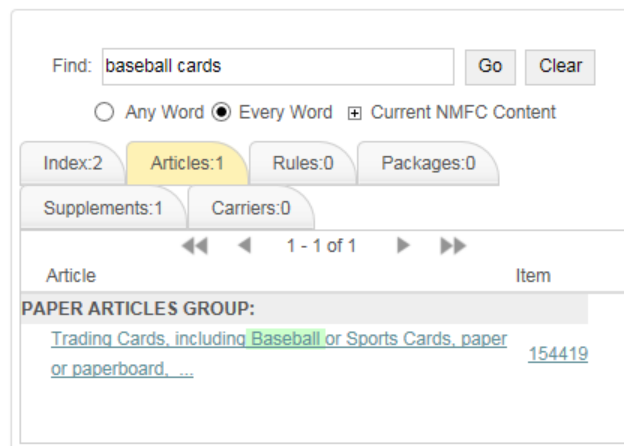 Find: baseball cards Go Clear
Any Word Every Word Current NMFC Content
Index:2 Articles:1 Rules:0 Packages:0
Supplements:1 Carriers:0
1 - 1 of 1
Article Item
PAPER ARTICLES GROUP:
Trading Cards, including Baseball or Sports Cards, paper
or paperboard, ... 154419